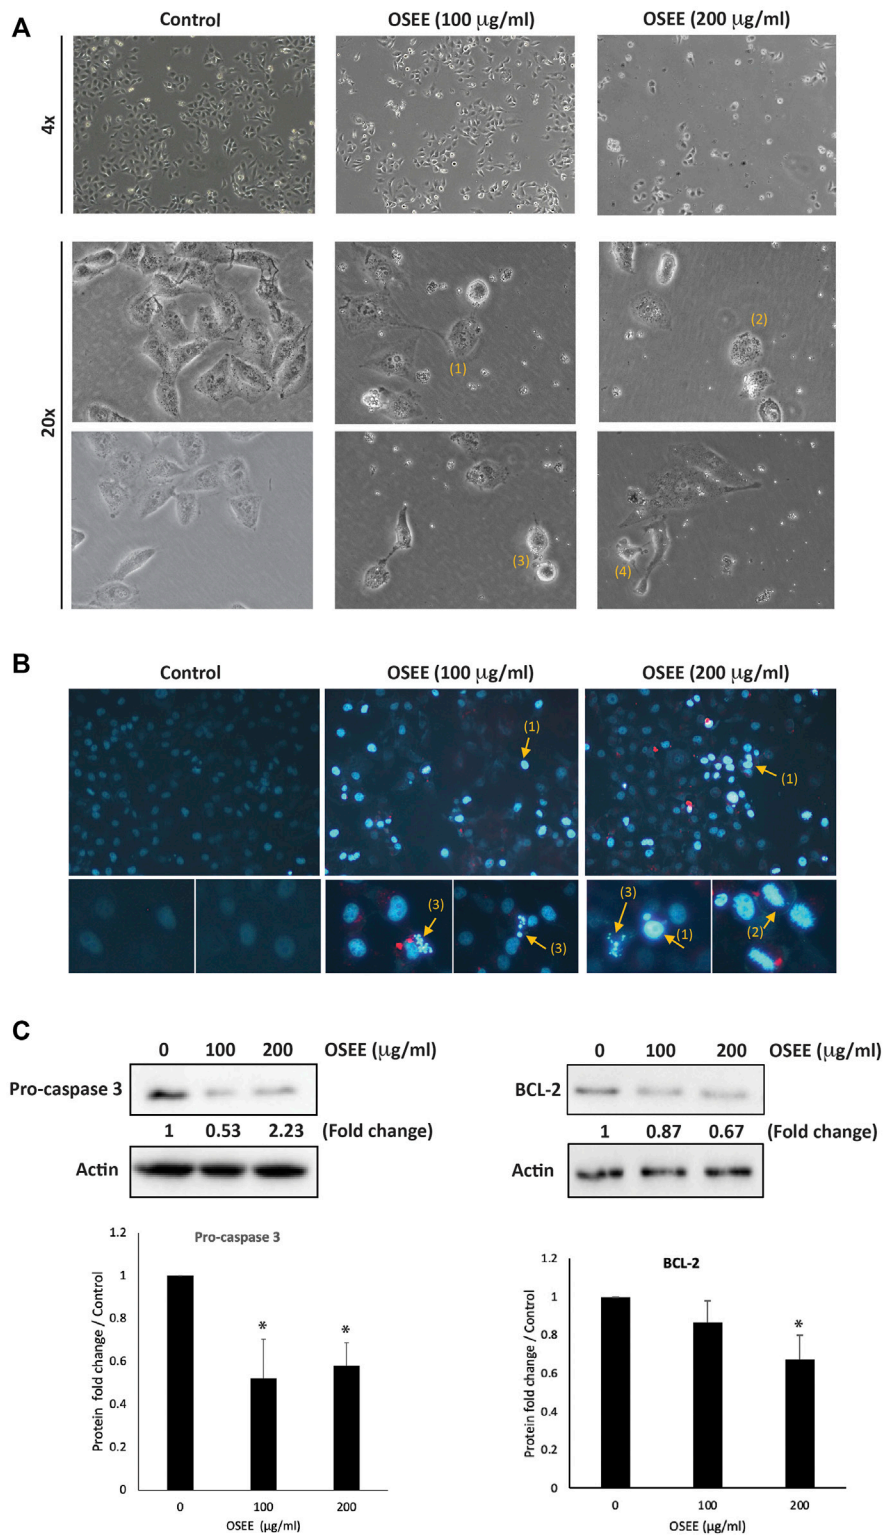 A
Control
OSEE (100 µg/ml)
OSEE (200 µg/ml)
4x
20x
(1)
(2)
(3)
(4)
B
Control
OSEE (100 µg/ml)
OSEE (200 µg/ml)
(1)
(1)
(3)
(3)
(3)
(1)
(2)
C
0 100 200 OSEE (µg/ml)
Pro-caspase 3
1 0.53 2.23 (Fold change)
Actin
0 100 200 OSEE (µg/ml)
BCL-2
1 0.87 0.67 (Fold change)
Actin
Pro-caspase 3
Protein fold change / Control
1.2
1
0.8
0.6
0.4
0.2
0
*
*
0 100 200
OSEE (µg/ml)
BCL-2
Protein fold change / Control
1.2
1
0.8
0.6
0.4
0.2
0
*
0 100 200
OSEE (µg/ml)